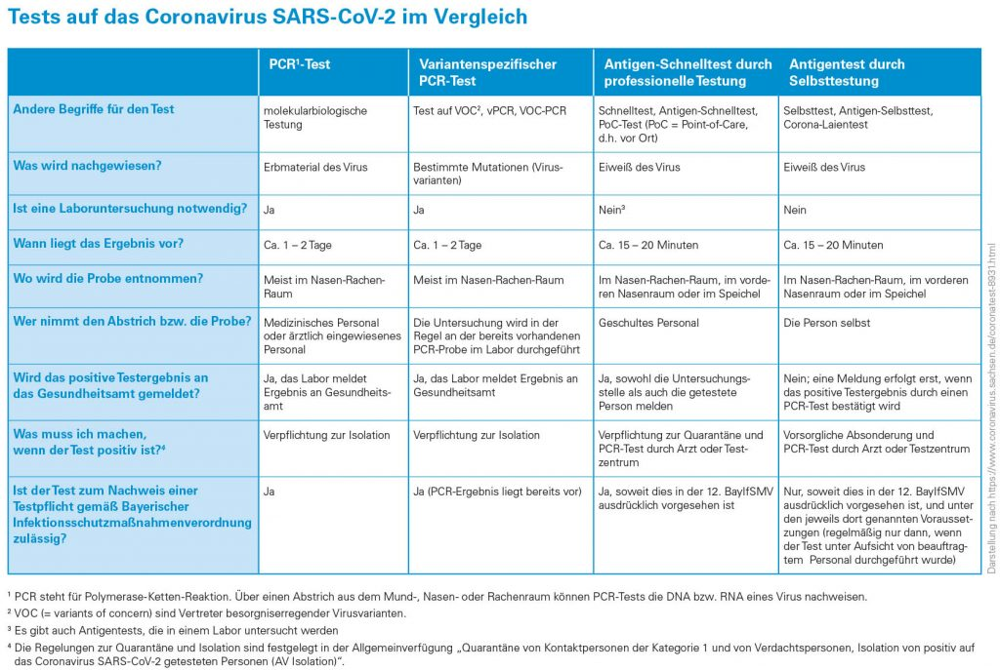 Tests auf das Coronavirus SARS-CoV-2 im Vergleich
PCR¹-Test
Variantenspezifischer
PCR-Test
Antigen-Schnelltest durch
professionelle Testung
Antigentest durch
Selbsttestung
Andere Begriffe für den Test
molekularbiologische
Testung
Test auf VOC², vPCR, VOC-PCR
Schnelltest, Antigen-Schnelltest,
PoC-Test (PoC = Point-of-Care,
d.h. vor Ort)
Selbsttest, Antigen-Selbsttest,
Corona-Laientest
Was wird nachgewiesen?
Erbmaterial des Virus
Bestimmte Mutationen (Virus-
varianten)
Eiweiß des Virus
Eiweiß des Virus
Ist eine Laboruntersuchung notwendig?
Ja
Ja
Nein³
Nein
Wann liegt das Ergebnis vor?
Ca. 1 – 2 Tage
Ca. 1 – 2 Tage
Ca. 15 – 20 Minuten
Ca. 15 – 20 Minuten
Wo wird die Probe entnommen?
Meist im Nasen-Rachen-
Raum
Meist im Nasen-Rachen-Raum
Im Nasen-Rachen-Raum, im vorde-
ren Nasenraum oder im Speichel
Im Nasen-Rachen-Raum, im vorderen
Nasenraum oder im Speichel
Wer nimmt den Abstrich bzw. die Probe?
Medizinisches Personal
oder ärztlich eingewiesenes
Personal
Die Untersuchung wird in der
Regel an der bereits vorhandenen
PCR-Probe im Labor durchgeführt
Geschultes Personal
Die Person selbst
Wird das positive Testergebnis an
das Gesundheitsamt gemeldet?
Ja, das Labor meldet
Ergebnis an Gesundheits-
amt
Ja, das Labor meldet Ergebnis an
Gesundheitsamt
Ja, sowohl die Untersuchungs-
stelle als auch die getestete
Person melden
Nein; eine Meldung erfolgt erst, wenn
das positive Testergebnis durch einen
PCR-Test bestätigt wird
Was muss ich machen,
wenn der Test positiv ist?⁴
Verpflichtung zur Isolation
Verpflichtung zur Isolation
Verpflichtung zur Quarantäne und
PCR-Test durch Arzt oder Test-
zentrum
Vorsorgliche Absonderung und
PCR-Test durch Arzt oder Testzentrum
Ist der Test zum Nachweis einer
Testpflicht gemäß Bayerischer
Infektionsschutzmaßnahmenverordnung
zulässig?
Ja
Ja (PCR-Ergebnis liegt bereits vor)
Ja, soweit dies in der 12. BayIfSMV
ausdrücklich vorgesehen ist
Nur, soweit dies in der 12. BayIfSMV
ausdrücklich vorgesehen ist, und unter
den jeweils dort genannten Vorausset-
zungen (regelmäßig nur dann, wenn
der Test unter Aufsicht von beauftrag-
tem Personal durchgeführt wurde)
Darstellung nach https://www.coronavirus.sachsen.de/coronatest-8931.html
¹ PCR steht für Polymerase-Ketten-Reaktion. Über einen Abstrich aus dem Mund-, Nasen- oder Rachenraum können PCR-Tests die DNA bzw. RNA eines Virus nachweisen.
² VOC (= variants of concern) sind Vertreter besorgniserregender Virusvarianten.
³ Es gibt auch Antigentests, die in einem Labor untersucht werden
⁴ Die Regelungen zur Quarantäne und Isolation sind festgelegt in der Allgemeinverfügung „Quarantäne von Kontaktpersonen der Kategorie 1 und von Verdachtspersonen, Isolation von positiv auf
das Coronavirus SARS-CoV-2 getesteten Personen (AV Isolation)“.